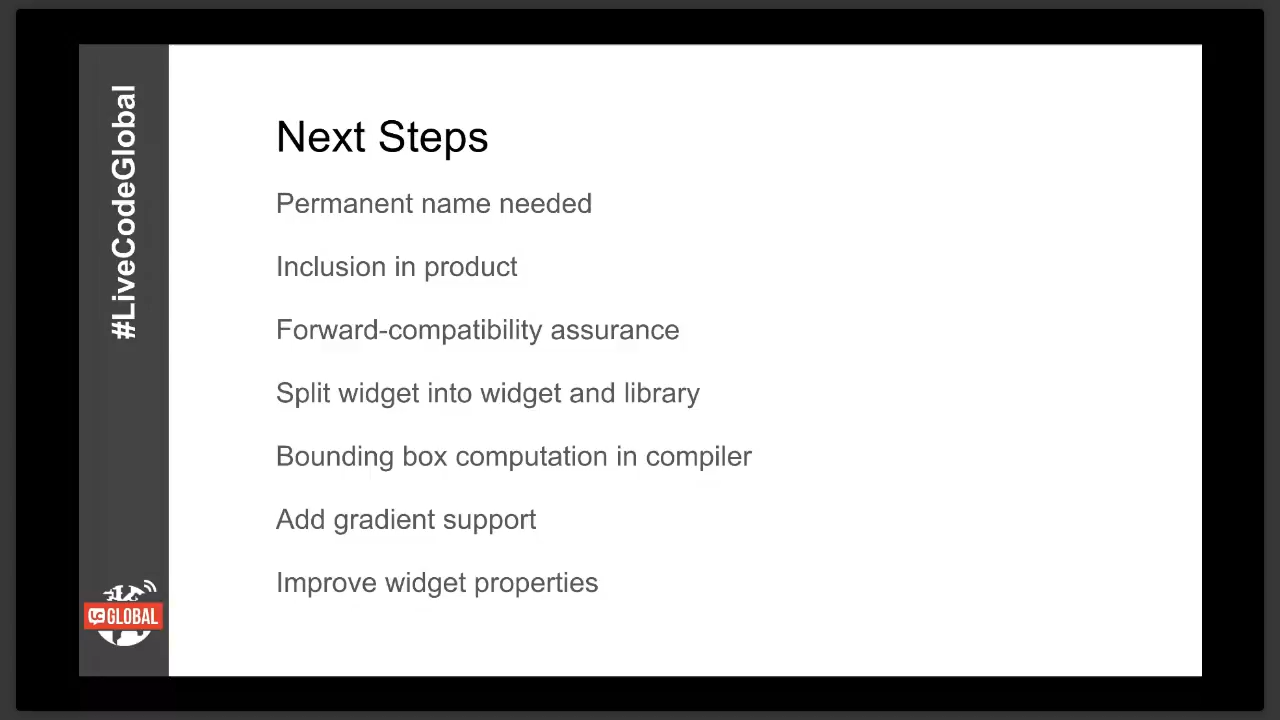 #LiveCodeGlobal
Next Steps
Permanent name needed
Inclusion in product
Forward-compatibility assurance
Split widget into widget and library
Bounding box computation in compiler
Add gradient support
Improve widget properties
LC GLOBAL